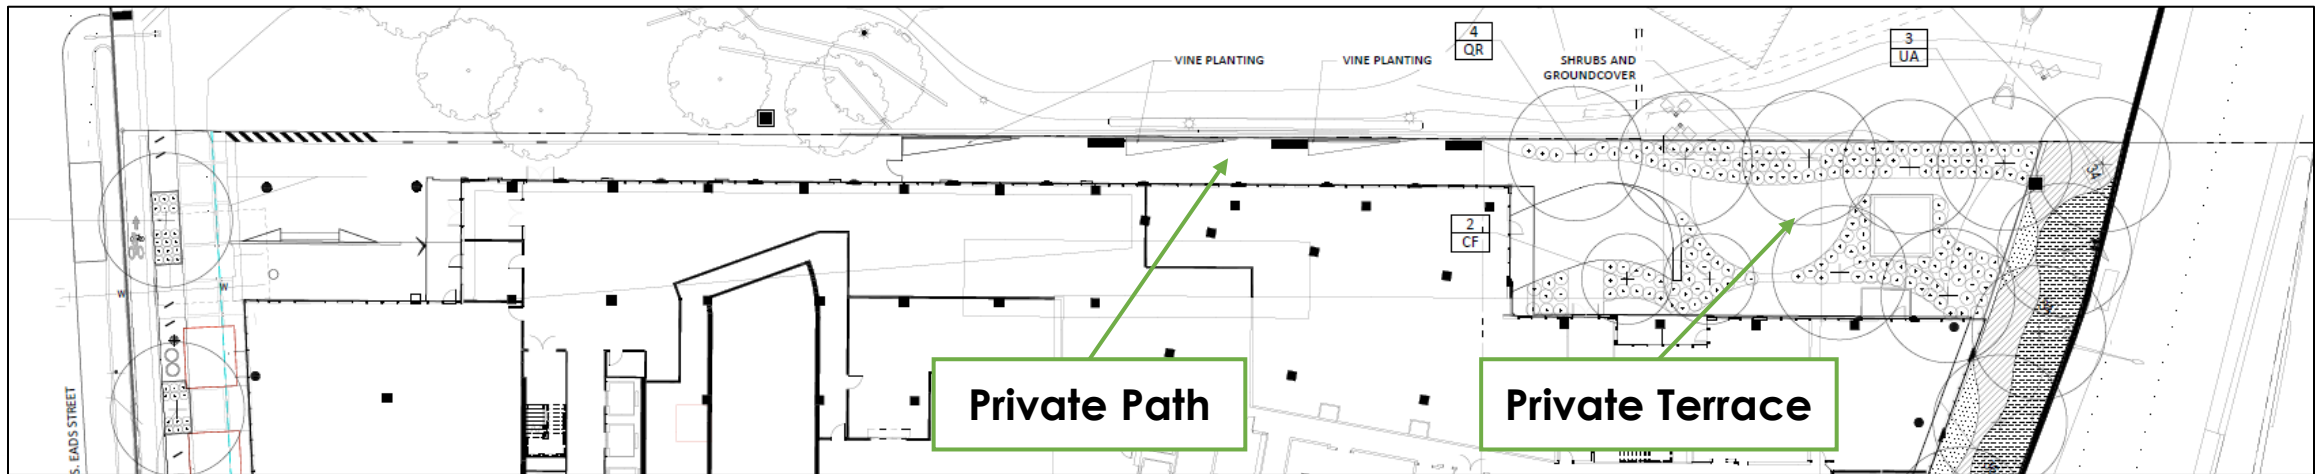 4
QR
3
UA
VINE PLANTING
VINE PLANTING
SHRUBS AND
GROUNDCOVER
2
CF
W
W
Private Path
Private Terrace
S. EADS STREET